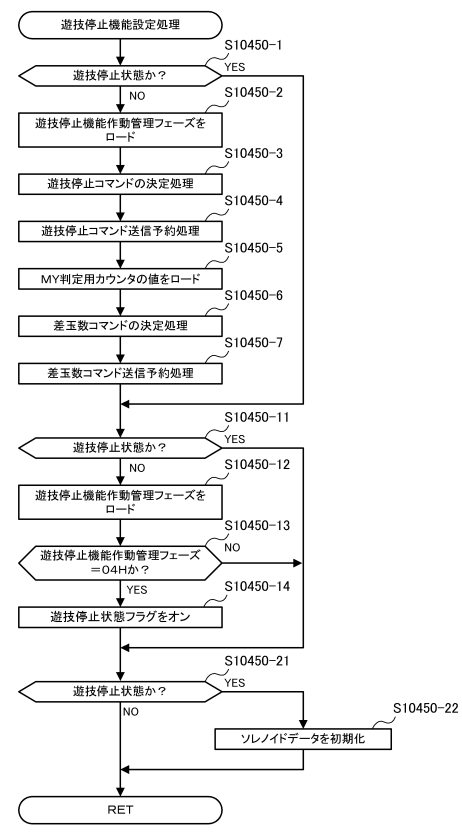 遊技停止機能設定処理
S10450-1
遊技停止状態か？
YES
NO
S10450-2
遊技停止機能作動管理フェーズを
ロード
S10450-3
遊技停止コマンドの決定処理
S10450-4
遊技停止コマンド送信予約処理
S10450-5
MY判定用カウンタの値をロード
S10450-6
差玉数コマンドの決定処理
S10450-7
差玉数コマンド送信予約処理
S10450-11
遊技停止状態か？
YES
NO
S10450-12
遊技停止機能作動管理フェーズを
ロード
S10450-13
遊技停止機能作動管理フェーズ
＝04Hか？
NO
YES
S10450-14
遊技停止状態フラグをオン
S10450-21
遊技停止状態か？
YES
NO
S10450-22
ソレノイドデータを初期化
RET